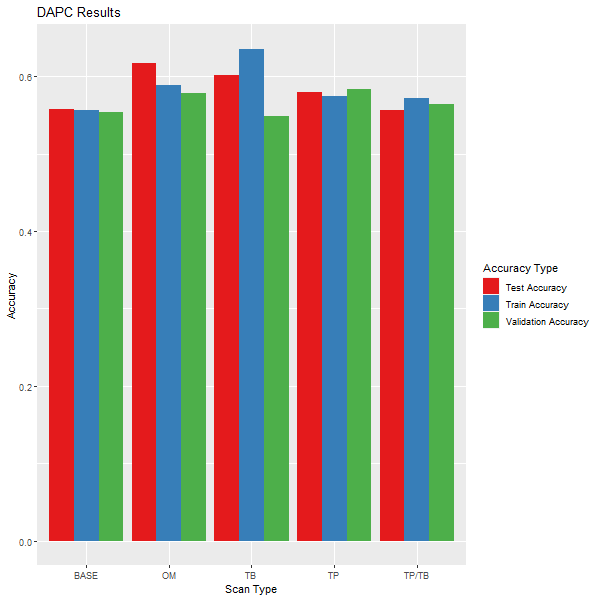 DAPC Results
0.6
0.4
0.2
0.0
Accuracy
BASE OM TB TP TP/TB
Scan Type
Accuracy Type
Test Accuracy
Train Accuracy
Validation Accuracy